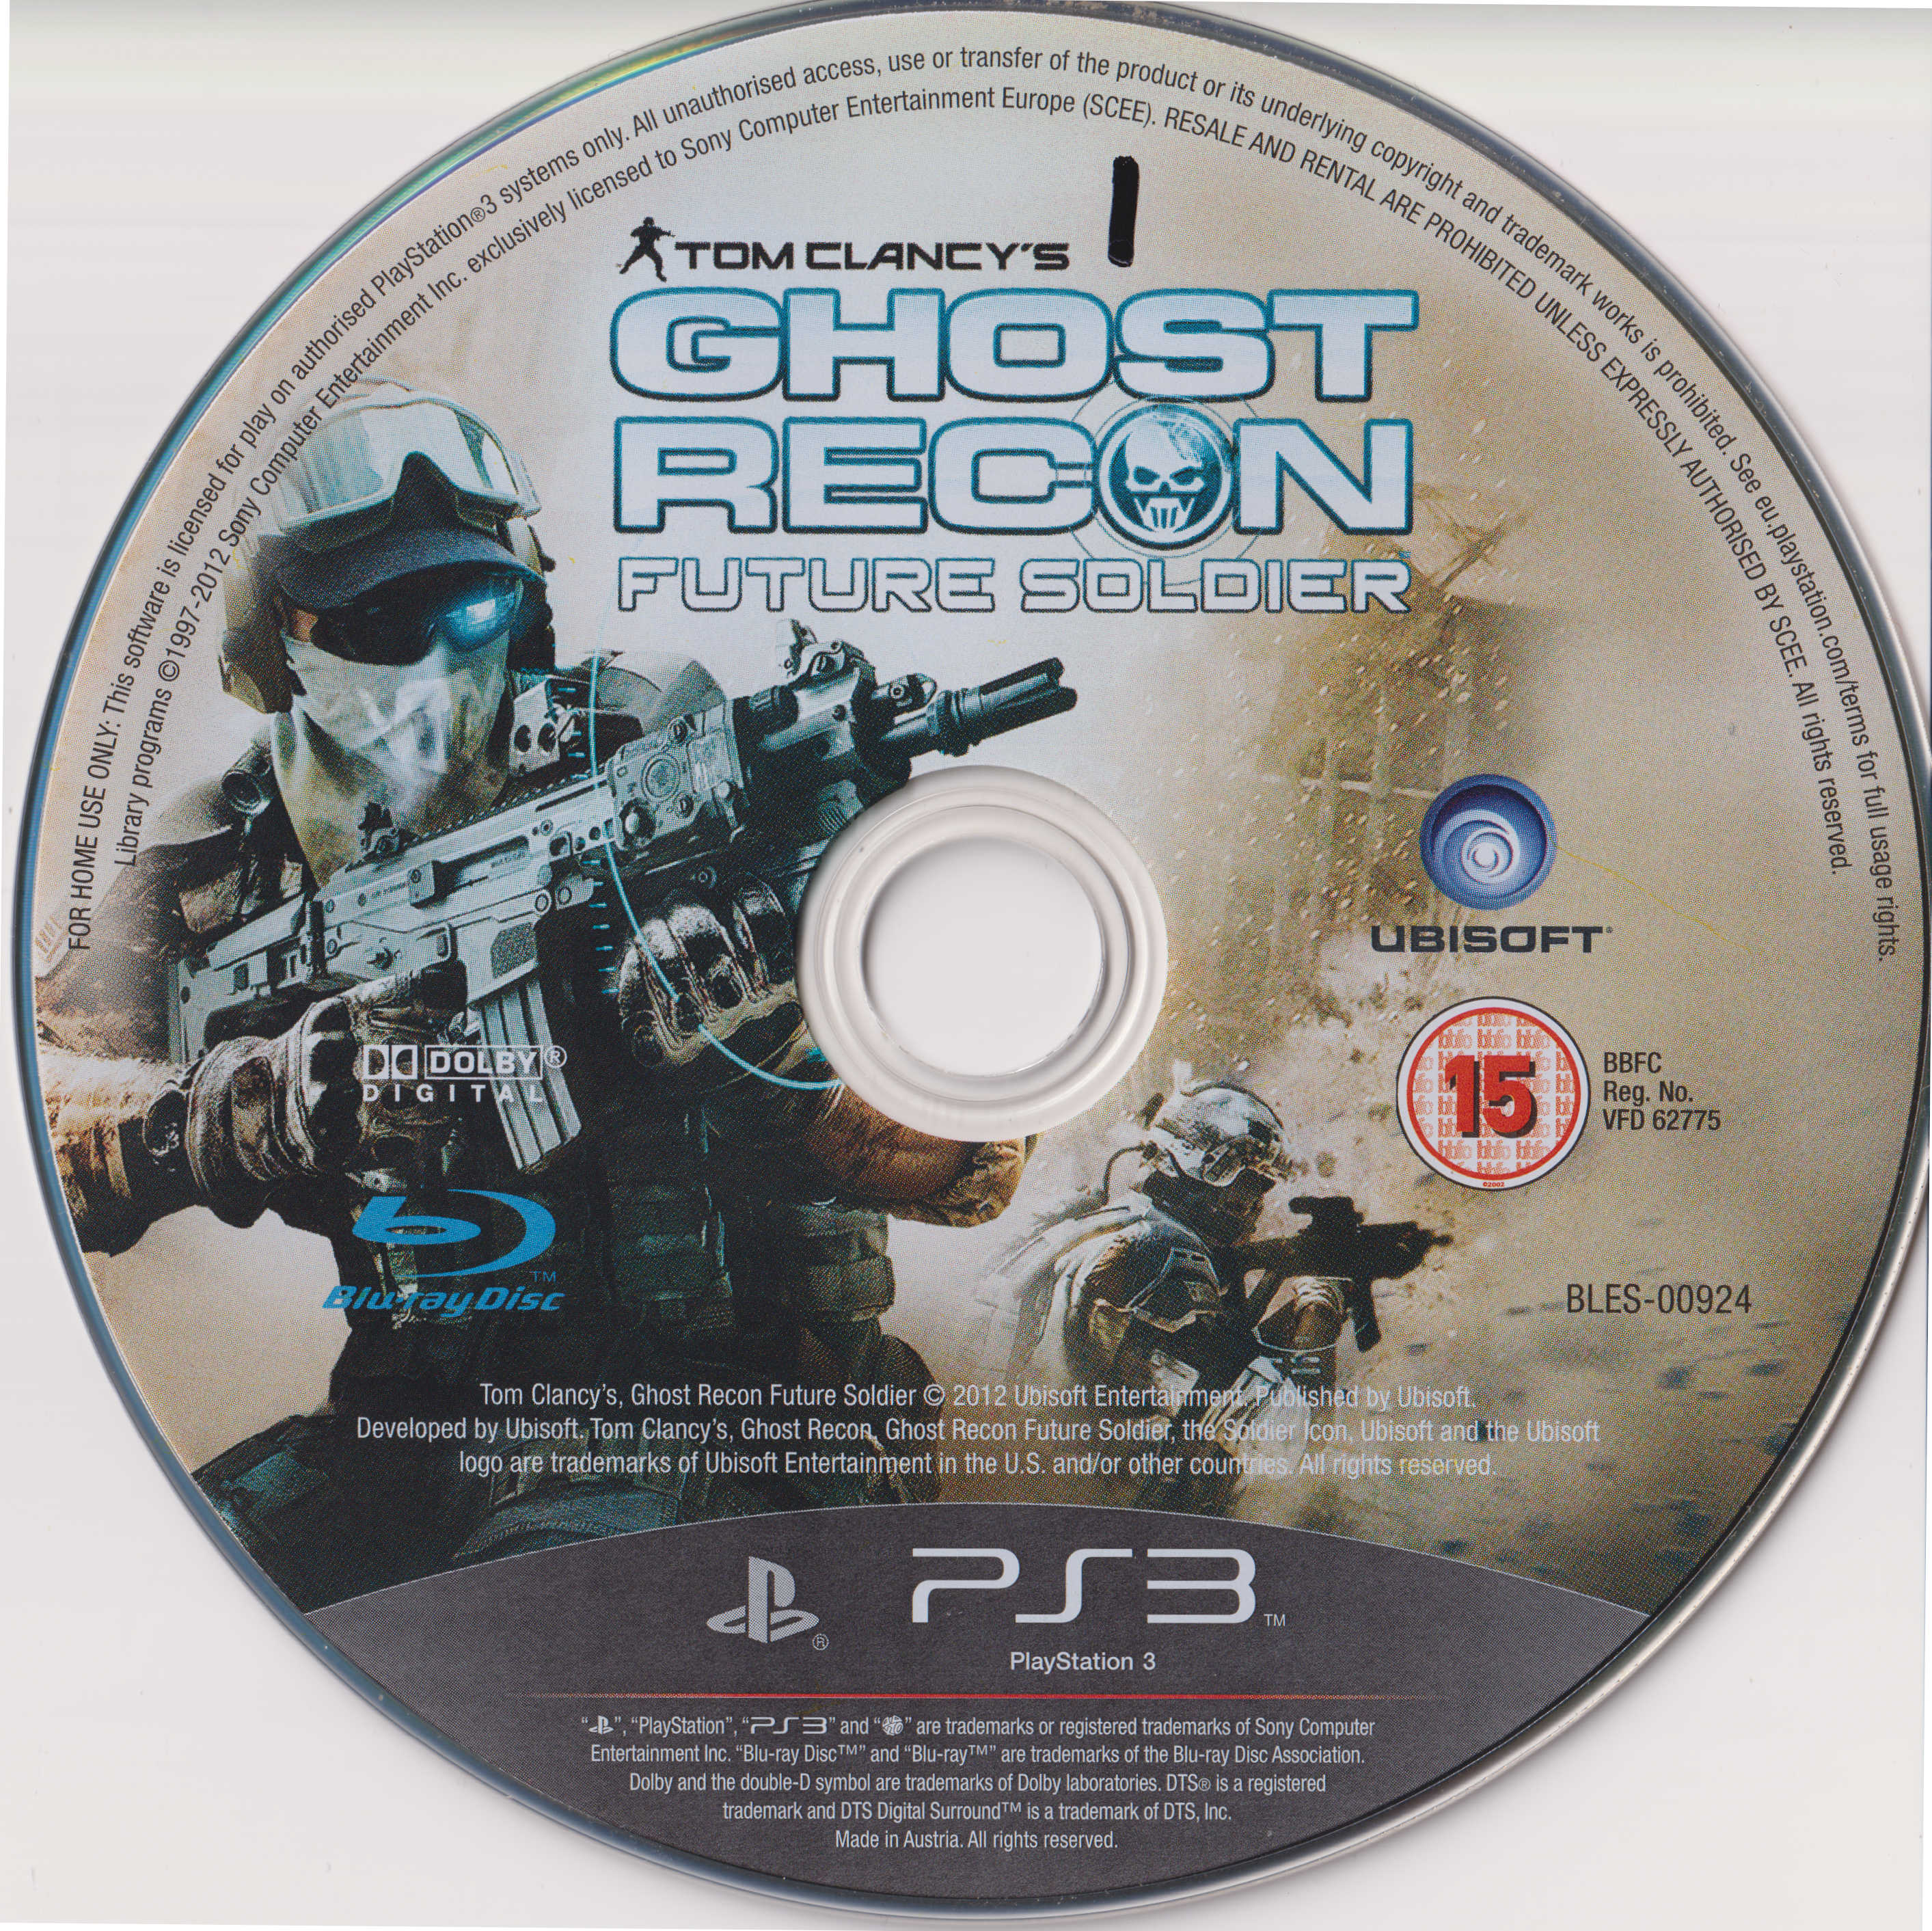 FOR HOME USE ONLY: This software is licensed for play on authorised PlayStation®3 systems only. All unauthorised access, use or transfer of the product or its underlying copyright and trademark works is prohibited. See eu.playstation.com/terms for full usage rights.
Library programs ©1997-2012 Sony Computer Entertainment Inc. exclusively licensed to Sony Computer Entertainment Europe (SCEE). RESALE AND RENTAL ARE PROHIBITED UNLESS EXPRESSLY AUTHORISED BY SCEE. All rights reserved.
TOM CLANCY'S
GHOST
RECON
FUTURE SOLDIER
UBISOFT®
DOLBY®
DIGITAL
15
©2002
BBFC
Reg. No.
VFD 62775
Blu-ray Disc™
BLES-00924
Tom Clancy's, Ghost Recon Future Soldier © 2012 Ubisoft Entertainment. Published by Ubisoft.
Developed by Ubisoft. Tom Clancy's, Ghost Recon, Ghost Recon Future Soldier, the Soldier Icon, Ubisoft and the Ubisoft
logo are trademarks of Ubisoft Entertainment in the U.S. and/or other countries. All rights reserved.
® PS3™
PlayStation 3
“ ”, “PlayStation”, “PS3” and “ ” are trademarks or registered trademarks of Sony Computer
Entertainment Inc. “Blu-ray Disc™” and “Blu-ray™” are trademarks of the Blu-ray Disc Association.
Dolby and the double-D symbol are trademarks of Dolby laboratories. DTS® is a registered
trademark and DTS Digital Surround™ is a trademark of DTS, Inc.
Made in Austria. All rights reserved.